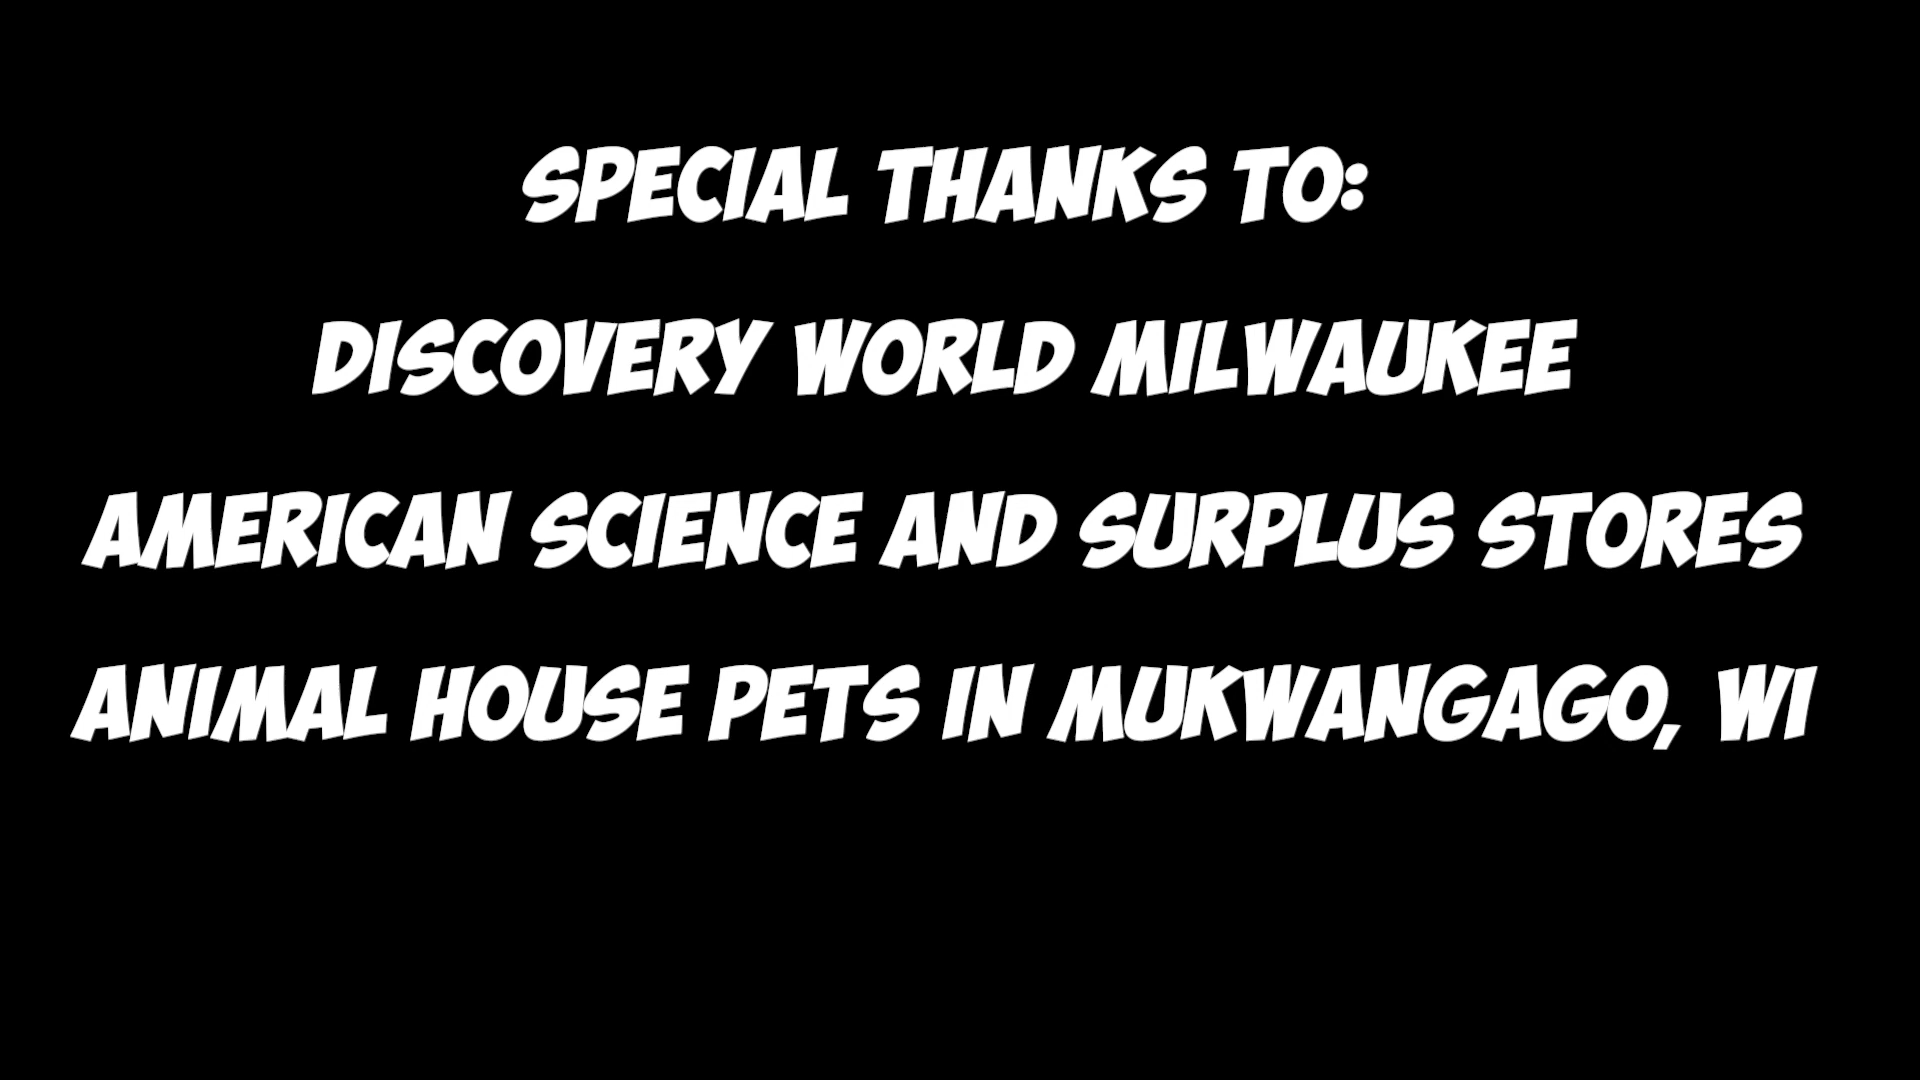 SPECIAL THANKS TO:
DISCOVERY WORLD MILWAUKEE
AMERICAN SCIENCE AND SURPLUS STORES
ANIMAL HOUSE PETS IN MUKWANGAGO, WI